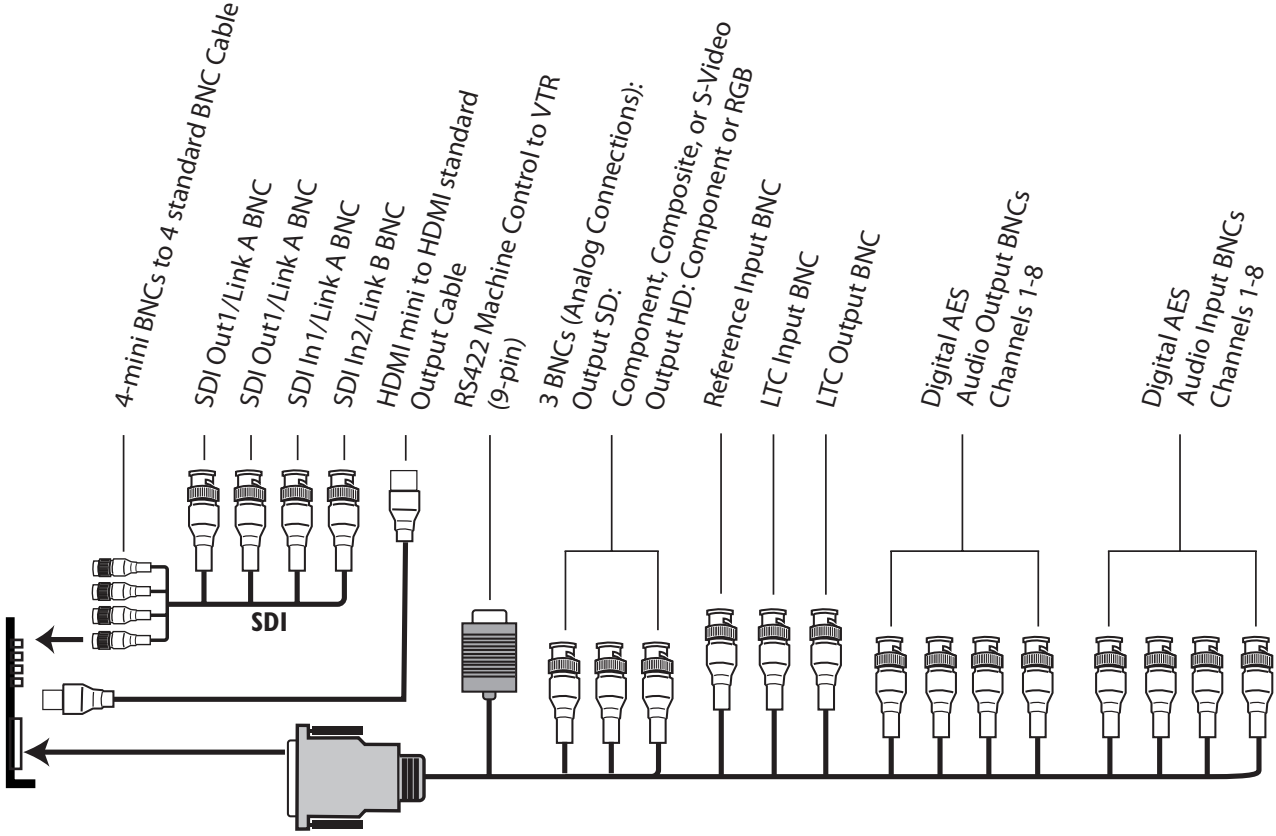 4-mini BNCs to 4 standard BNC Cable
SDI Out1/Link A BNC
SDI Out1/Link A BNC
SDI In1/Link A BNC
SDI In2/Link B BNC
HDMI mini to HDMI standard
Output Cable
RS422 Machine Control to VTR
(9-pin)
3 BNCs (Analog Connections):
Output SD:
Component, Composite, or S-Video
Output HD: Component or RGB
Reference Input BNC
LTC Input BNC
LTC Output BNC
Digital AES
Audio Output BNCs
Channels 1-8
Digital AES
Audio Input BNCs
Channels 1-8
SDI